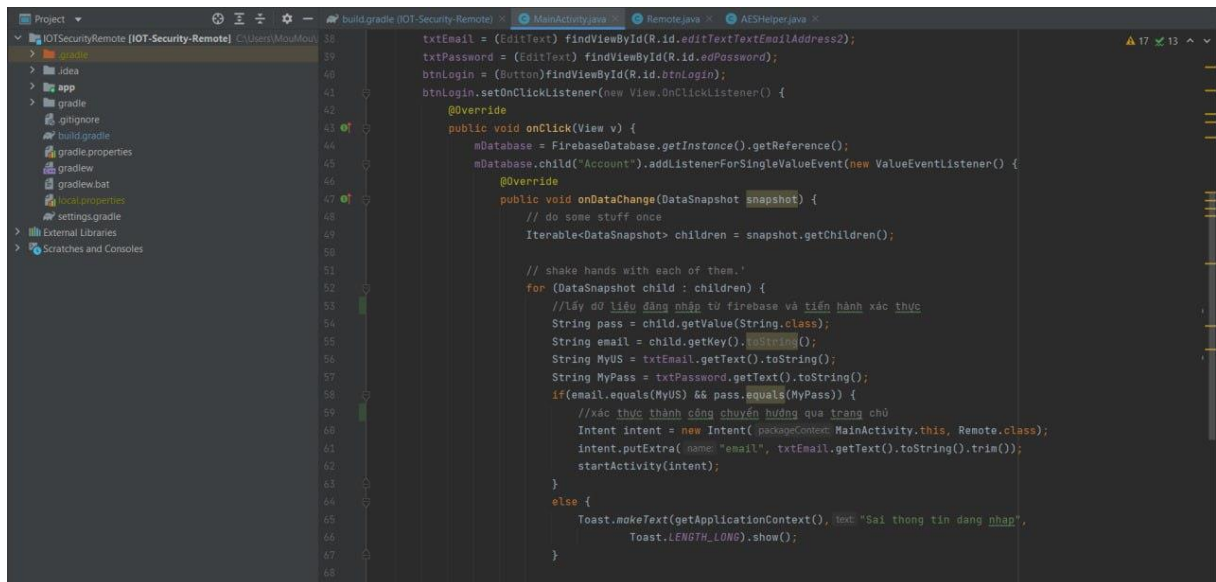 Project
build.gradle (IOT-Security-Remote) MainActivity.java Remote.java AESHelper.java
IOTSecurityRemote [IOT-Security-Remote] C:\Users\MouMou\
.gradle
.idea
app
gradle
.gitignore
build.gradle
gradle.properties
gradlew
gradlew.bat
local.properties
settings.gradle
External Libraries
Scratches and Consoles
17 13
38 txtEmail = (EditText) findViewById(R.id.editTextTextEmailAddress2);
39 txtPassword = (EditText) findViewById(R.id.edPassword);
40 btnLogin = (Button)findViewById(R.id.btnLogin);
41 btnLogin.setOnClickListener(new View.OnClickListener() {
42 @Override
43 public void onClick(View v) {
44 mDatabase = FirebaseDatabase.getInstance().getReference();
45 mDatabase.child("Account").addListenerForSingleValueEvent(new ValueEventListener() {
46 @Override
47 public void onDataChange(DataSnapshot snapshot) {
48 // do some stuff once
49 Iterable<DataSnapshot> children = snapshot.getChildren();
50
51 // shake hands with each of them.'
52 for (DataSnapshot child : children) {
53 //lấy dữ liệu đăng nhập từ firebase và tiến hành xác thực
54 String pass = child.getValue(String.class);
55 String email = child.getKey().toString();
56 String MyUS = txtEmail.getText().toString();
57 String MyPass = txtPassword.getText().toString();
58 if(email.equals(MyUS) && pass.equals(MyPass)) {
59 //xác thực thành công chuyển hướng qua trang chủ
60 Intent intent = new Intent( packageContext: MainActivity.this, Remote.class);
61 intent.putExtra( name: "email", txtEmail.getText().toString().trim());
62 startActivity(intent);
63 }
64 else {
65 Toast.makeText(getApplicationContext(), text: "Sai thong tin dang nhap",
66 Toast.LENGTH_LONG).show();
67 }
68